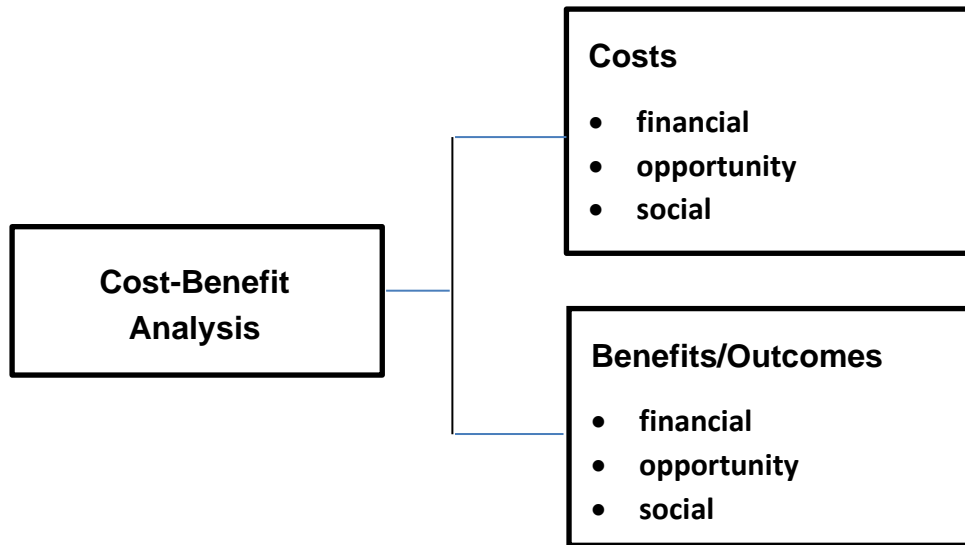 Costs
• financial
• opportunity
• social
Cost-Benefit
Analysis
Benefits/Outcomes
• financial
• opportunity
• social